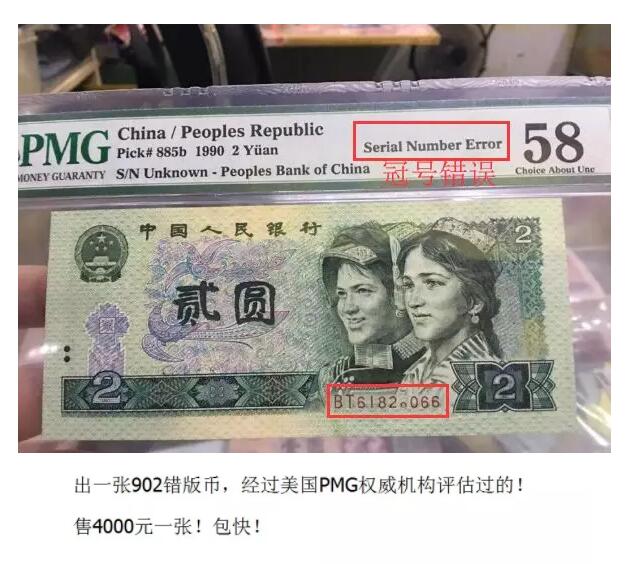 PMG
MONEY GUARANTY
China / Peoples Republic
Pick# 885b 1990 2 Yüan
S/N Unknown - Peoples Bank of China
Serial Number Error
冠号错误
58
Choice About Unc
中国人民银行
2
贰圆
2
BT61820066
2
出一张902错版币，经过美国PMG权威机构评估过的！
售4000元一张！包快！